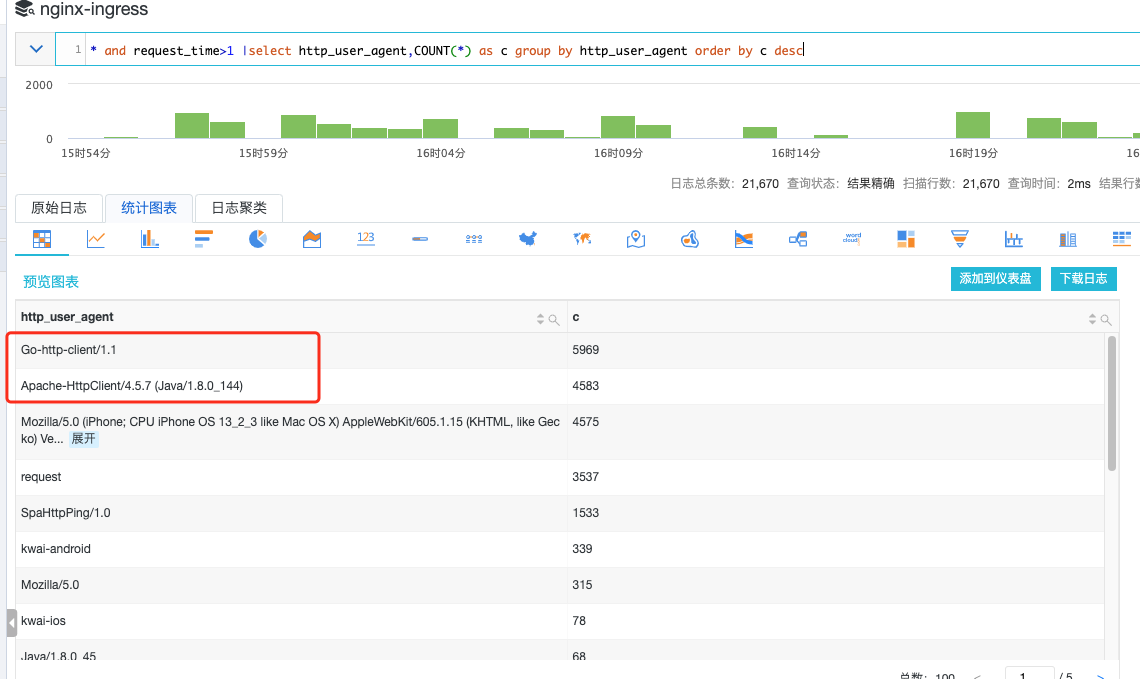 nginx-ingress
1 * and request_time>1 |select http_user_agent,COUNT(*) as c group by http_user_agent order by c desc
2000
0
15时54分 15时59分 16时04分 16时09分 16时14分 16时19分 16
日志总条数: 21,670 查询状态: 结果精确 扫描行数: 21,670 查询时间: 2ms 结果行数
原始日志 统计图表 日志聚类
123 word cloud
预览图表 添加到仪表盘 下载日志
http_user_agent c
Go-http-client/1.1 5969
Apache-HttpClient/4.5.7 (Java/1.8.0_144) 4583
Mozilla/5.0 (iPhone; CPU iPhone OS 13_2_3 like Mac OS X) AppleWebKit/605.1.15 (KHTML, like Gec 4575
ko) Ve... 展开
request 3537
SpaHttpPing/1.0 1533
kwai-android 339
Mozilla/5.0 315
kwai-ios 78
Java/1.8.0_45 68
总数: 100 < 1 / 5 >